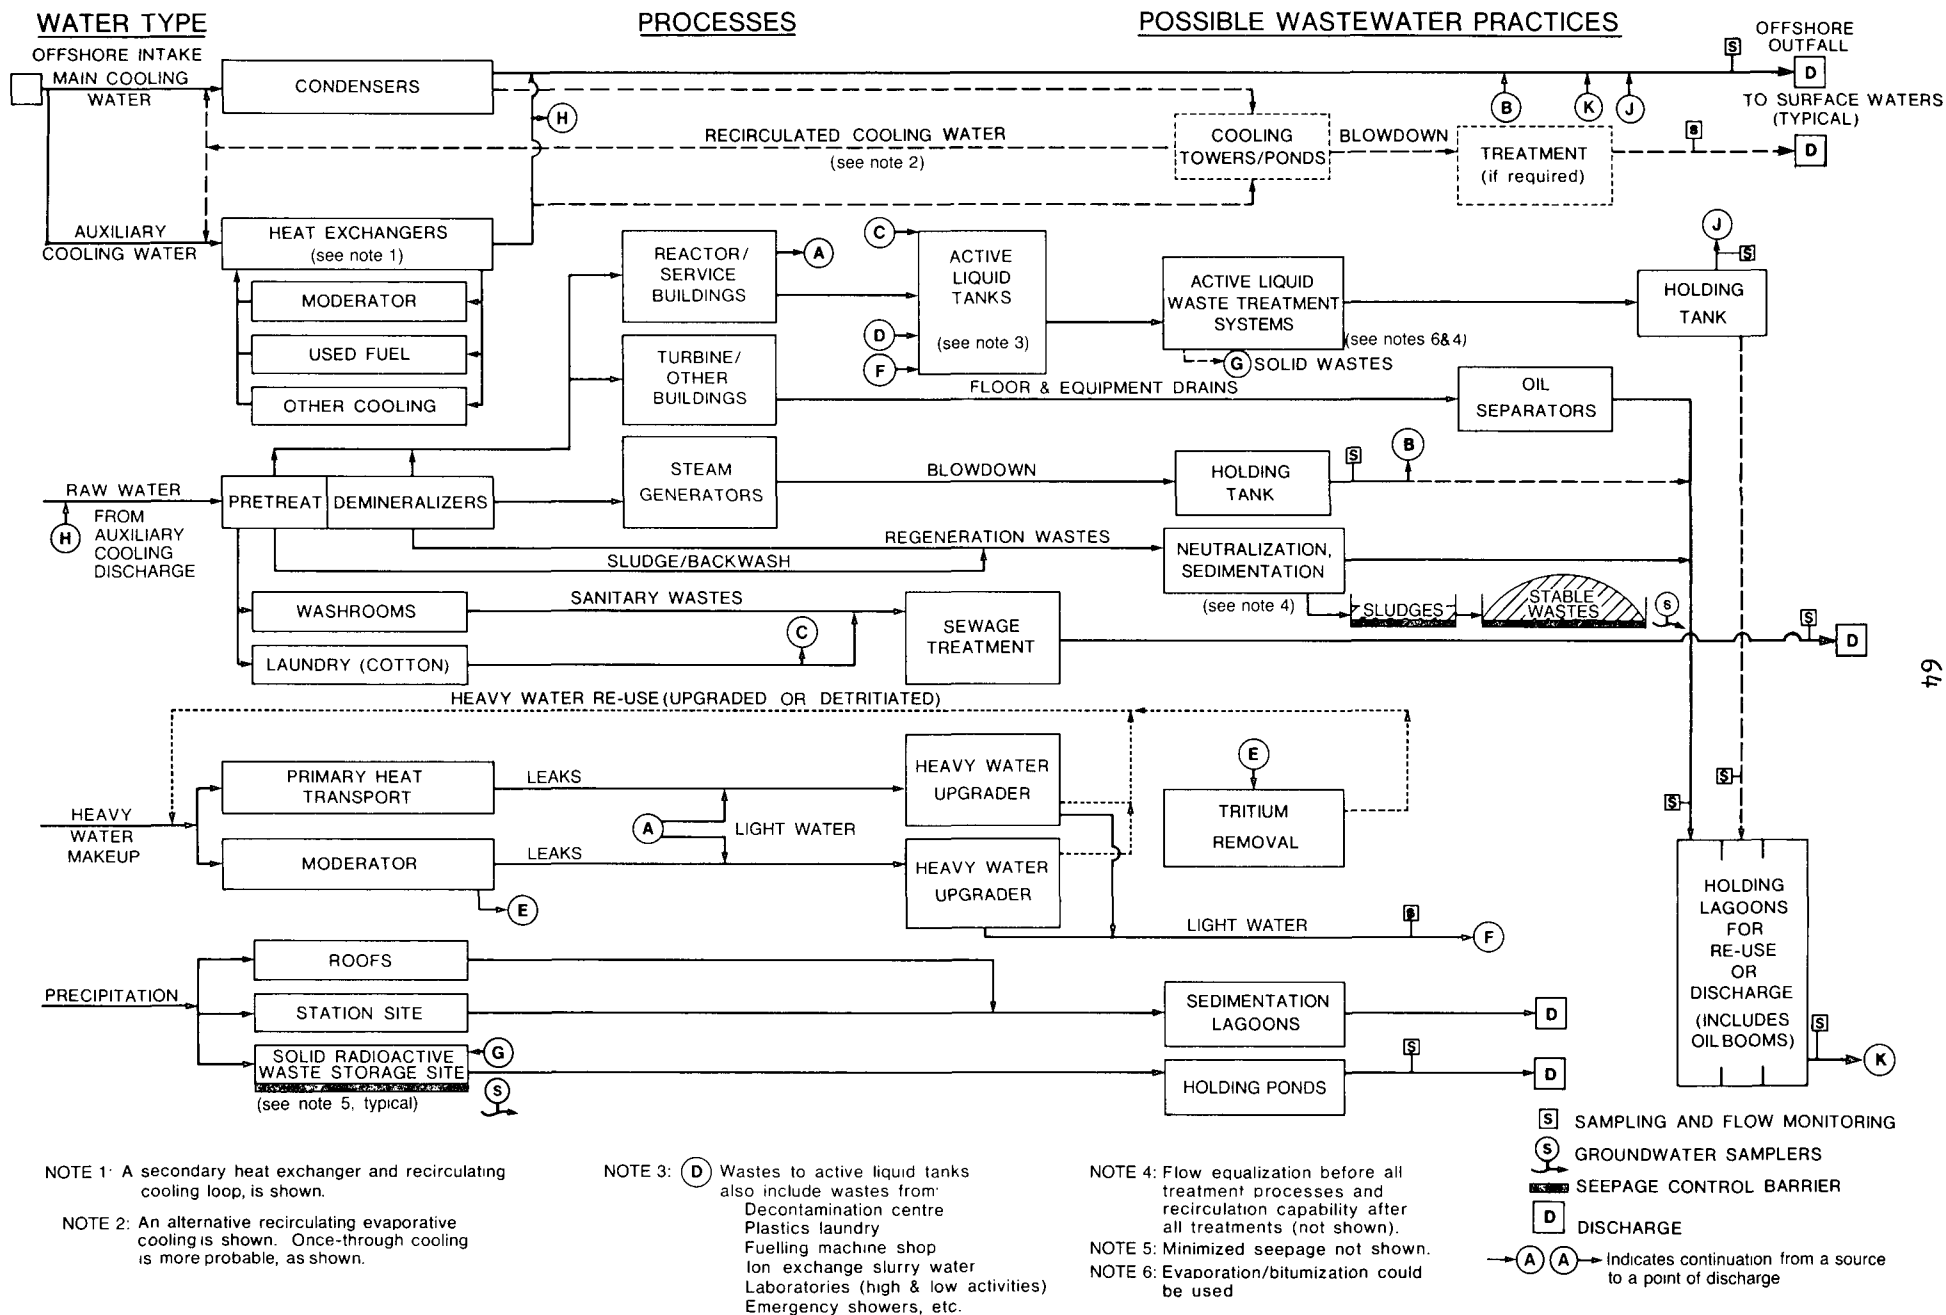 WATER TYPE
PROCESSES
POSSIBLE WASTEWATER PRACTICES
OFFSHORE INTAKE
MAIN COOLING
WATER
CONDENSERS
H
RECIRCULATED COOLING WATER
(see note 2)
COOLING
TOWERS/PONDS
BLOWDOWN
TREATMENT
(if required)
B
K
J
S
OFFSHORE
OUTFALL
D
TO SURFACE WATERS
(TYPICAL)
S
D
AUXILIARY
COOLING WATER
HEAT EXCHANGERS
(see note 1)
MODERATOR
USED FUEL
OTHER COOLING
REACTOR/
SERVICE
BUILDINGS
A
C
D
F
ACTIVE
LIQUID
TANKS
(see note 3)
ACTIVE LIQUID
WASTE TREATMENT
SYSTEMS
(see notes 6&4)
G SOLID WASTES
J
S
HOLDING
TANK
TURBINE/
OTHER
BUILDINGS
FLOOR & EQUIPMENT DRAINS
OIL
SEPARATORS
RAW WATER
H
FROM
AUXILIARY
COOLING
DISCHARGE
PRETREAT
DEMINERALIZERS
STEAM
GENERATORS
BLOWDOWN
HOLDING
TANK
S
B
REGENERATION WASTES
SLUDGE/BACKWASH
NEUTRALIZATION,
SEDIMENTATION
(see note 4)
SLUDGES
STABLE
WASTES
S
WASHROOMS
SANITARY WASTES
LAUNDRY (COTTON)
C
SEWAGE
TREATMENT
S
D
64
HEAVY WATER RE-USE (UPGRADED OR DETRITIATED)
HEAVY
WATER
MAKEUP
PRIMARY HEAT
TRANSPORT
LEAKS
A
LIGHT WATER
MODERATOR
LEAKS
E
HEAVY WATER
UPGRADER
HEAVY WATER
UPGRADER
E
TRITIUM
REMOVAL
LIGHT WATER
S
F
S
S
HOLDING
LAGOONS
FOR
RE-USE
OR
DISCHARGE
(INCLUDES
OIL BOOMS)
S
K
PRECIPITATION
ROOFS
STATION SITE
SEDIMENTATION
LAGOONS
D
SOLID RADIOACTIVE
WASTE STORAGE SITE
(see note 5, typical)
G
S
HOLDING PONDS
S
D
NOTE 1: A secondary heat exchanger and recirculating
cooling loop, is shown.
NOTE 2: An alternative recirculating evaporative
cooling is shown. Once-through cooling
is more probable, as shown.
NOTE 3: D Wastes to active liquid tanks
also include wastes from:
Decontamination centre
Plastics laundry
Fuelling machine shop
Ion exchange slurry water
Laboratories (high & low activities)
Emergency showers, etc.
NOTE 4: Flow equalization before all
treatment processes and
recirculation capability after
all treatments (not shown).
NOTE 5: Minimized seepage not shown.
NOTE 6: Evaporation/bitumization could
be used
S SAMPLING AND FLOW MONITORING
S GROUNDWATER SAMPLERS
SEEPAGE CONTROL BARRIER
D DISCHARGE
A A Indicates continuation from a source
to a point of discharge